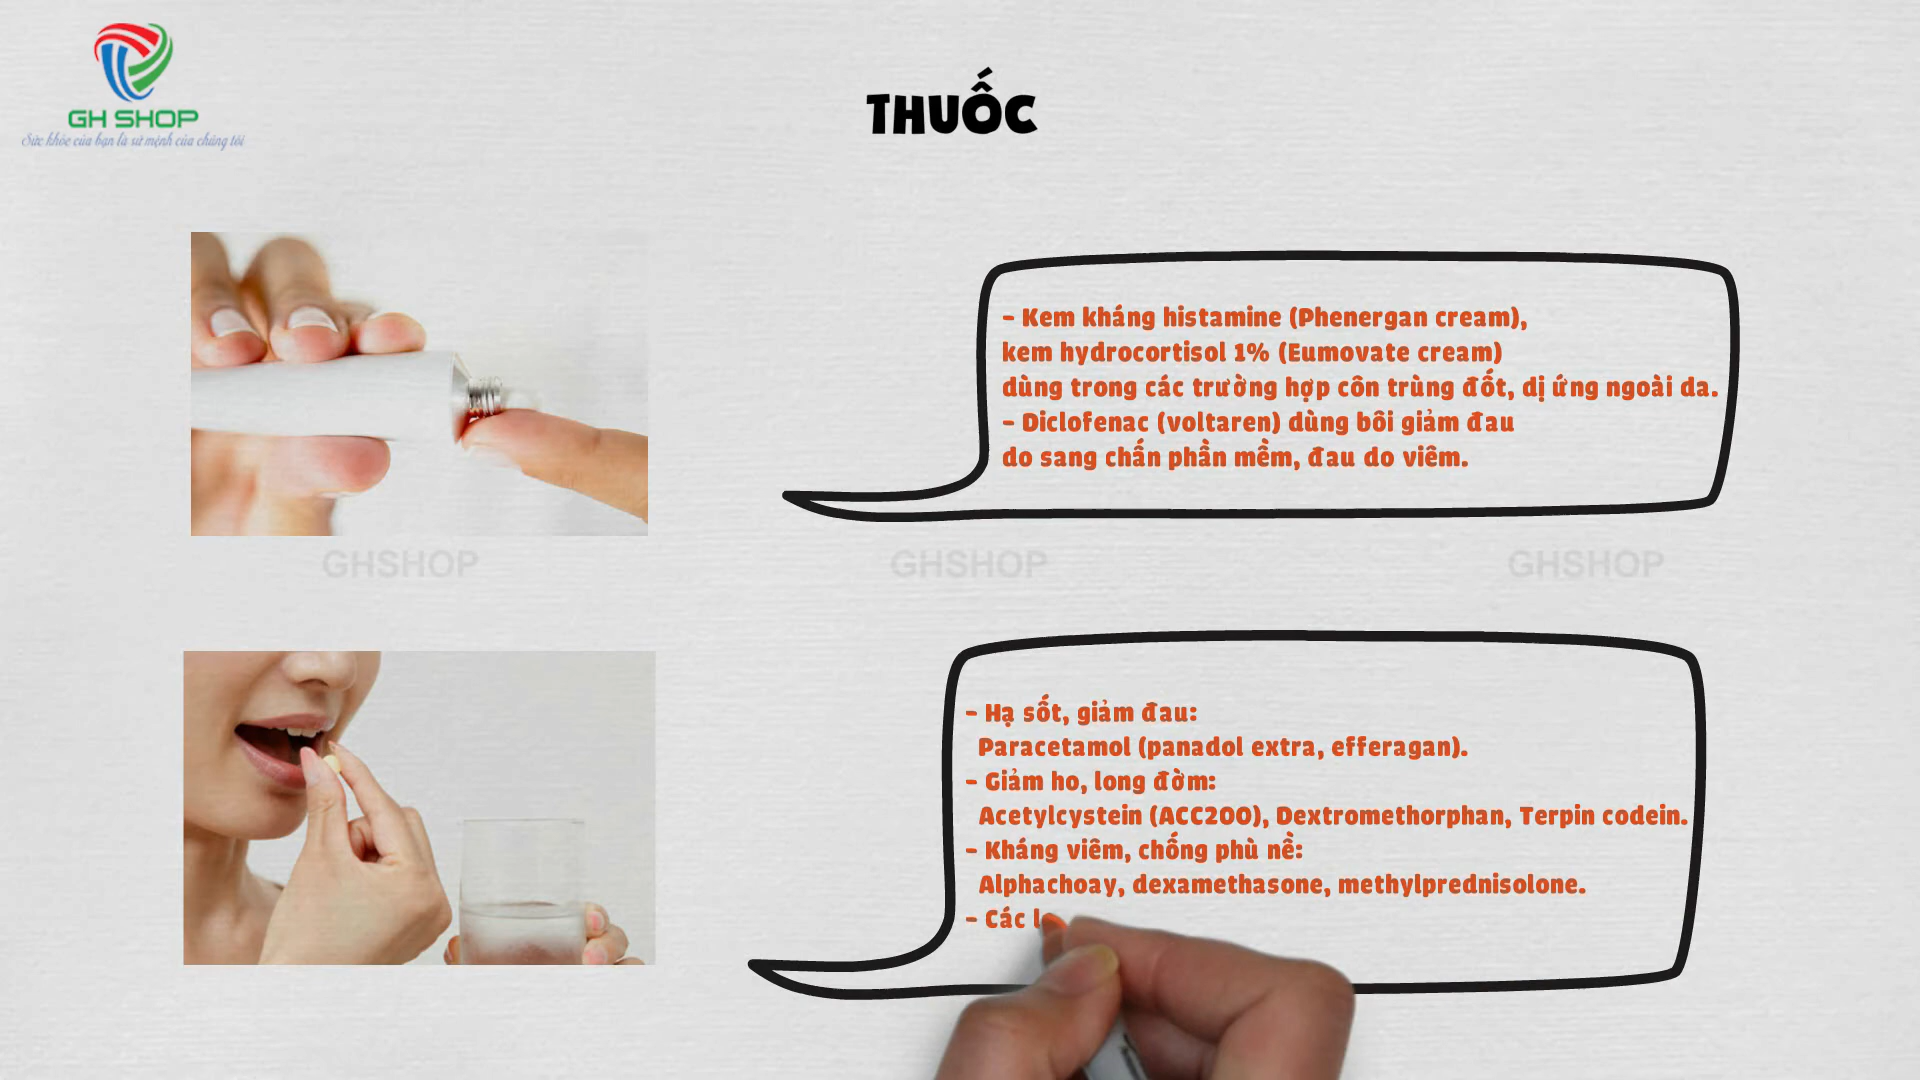 GH SHOP
Sức khỏe của bạn là sứ mệnh của chúng tôi
THUỐC
- Kem kháng histamine (Phenergan cream),
kem hydrocortisol 1% (Eumovate cream)
dùng trong các trường hợp côn trùng đốt, dị ứng ngoài da.
- Diclofenac (voltaren) dùng bôi giảm đau
do sang chấn phần mềm, đau do viêm.
GHSHOP GHSHOP GHSHOP
- Hạ sốt, giảm đau:
Paracetamol (panadol extra, efferagan).
- Giảm ho, long đờm:
Acetylcystein (ACC200), Dextromethorphan, Terpin codein.
- Kháng viêm, chống phù nề:
Alphachoay, dexamethasone, methylprednisolone.
- Các